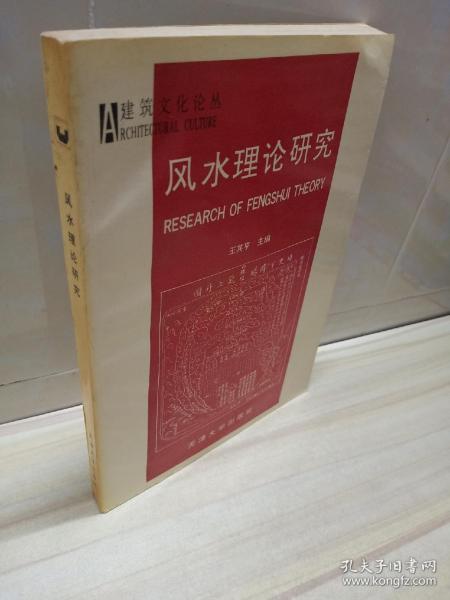 建筑文化论丛
ARCHITECTURAL CULTURE
风水理论研究
RESEARCH OF FENGSHUI THEORY
王其亨 主编
天津大学出版社
风水理论研究
孔夫子旧书网
www.kongfz.com